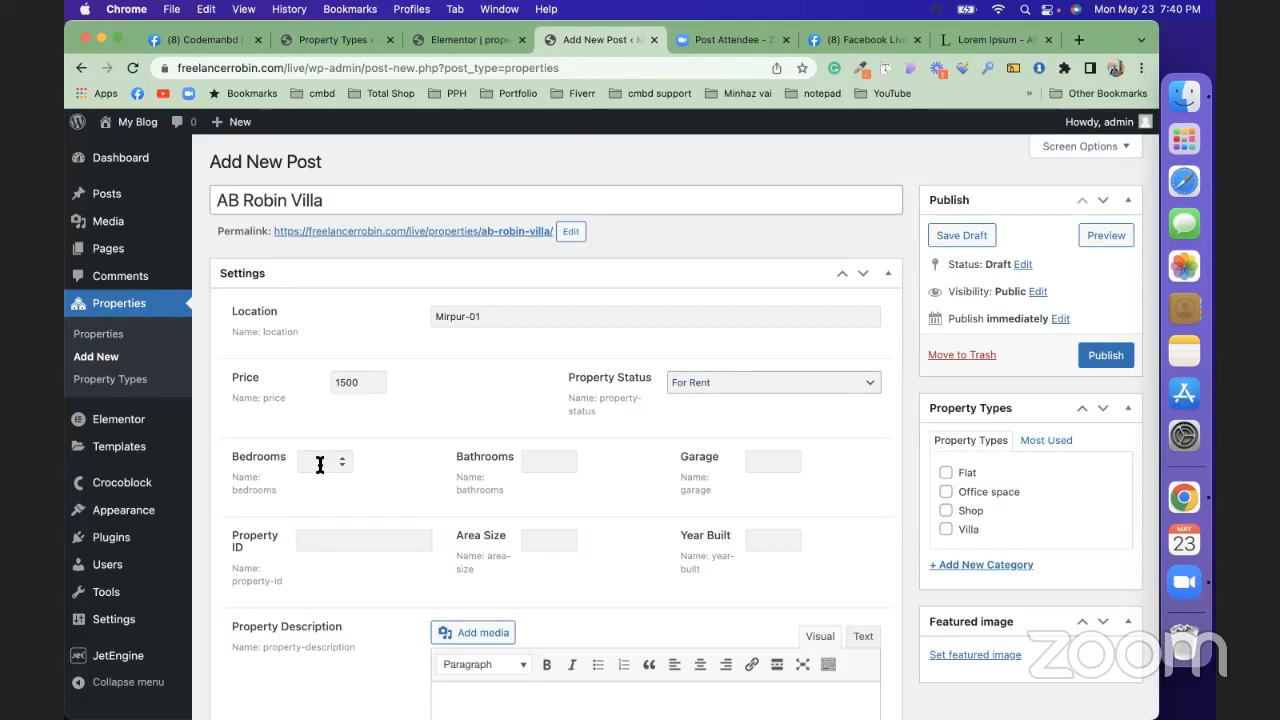 Chrome File Edit View History Bookmarks Profiles Tab Window Help Mon May 23 7:40 PM
(8) Codemanbd | Property Types < Elementor | prope Add New Post < M Post Attendee - Z (8) Facebook Live Lorem Ipsum - Al
freelancerrobin.com/live/wp-admin/post-new.php?post_type=properties
Apps Bookmarks cmbd Total Shop PPH Portfolio Fiverr cmbd support Minhaz vai notepad YouTube » Other Bookmarks
My Blog 0 + New Howdy, admin
Screen Options
Dashboard
Posts
Media
Pages
Comments
Properties
Properties
Add New
Property Types
Elementor
Templates
Crocoblock
Appearance
Plugins
Users
Tools
Settings
JetEngine
Collapse menu
Add New Post
AB Robin Villa
Permalink: https://freelancerrobin.com/live/properties/ab-robin-villa/ Edit
Settings
Location Mirpur-01
Name: location
Price 1500 Property Status For Rent
Name: price Name: property-
status
Bedrooms Bathrooms Garage
Name: Name: Name:
bedrooms bathrooms garage
Property Area Size Year Built
ID
Name: area- Name: year-
size built
Name:
property-id
Property Description Add media Visual Text
Name: property-description
Paragraph B I
Publish
Save Draft Preview
Status: Draft Edit
Visibility: Public Edit
Publish immediately Edit
Move to Trash Publish
Property Types
Property Types Most Used
Flat
Office space
Shop
Villa
+ Add New Category
Featured image
Set featured image
MAY
23
zoom